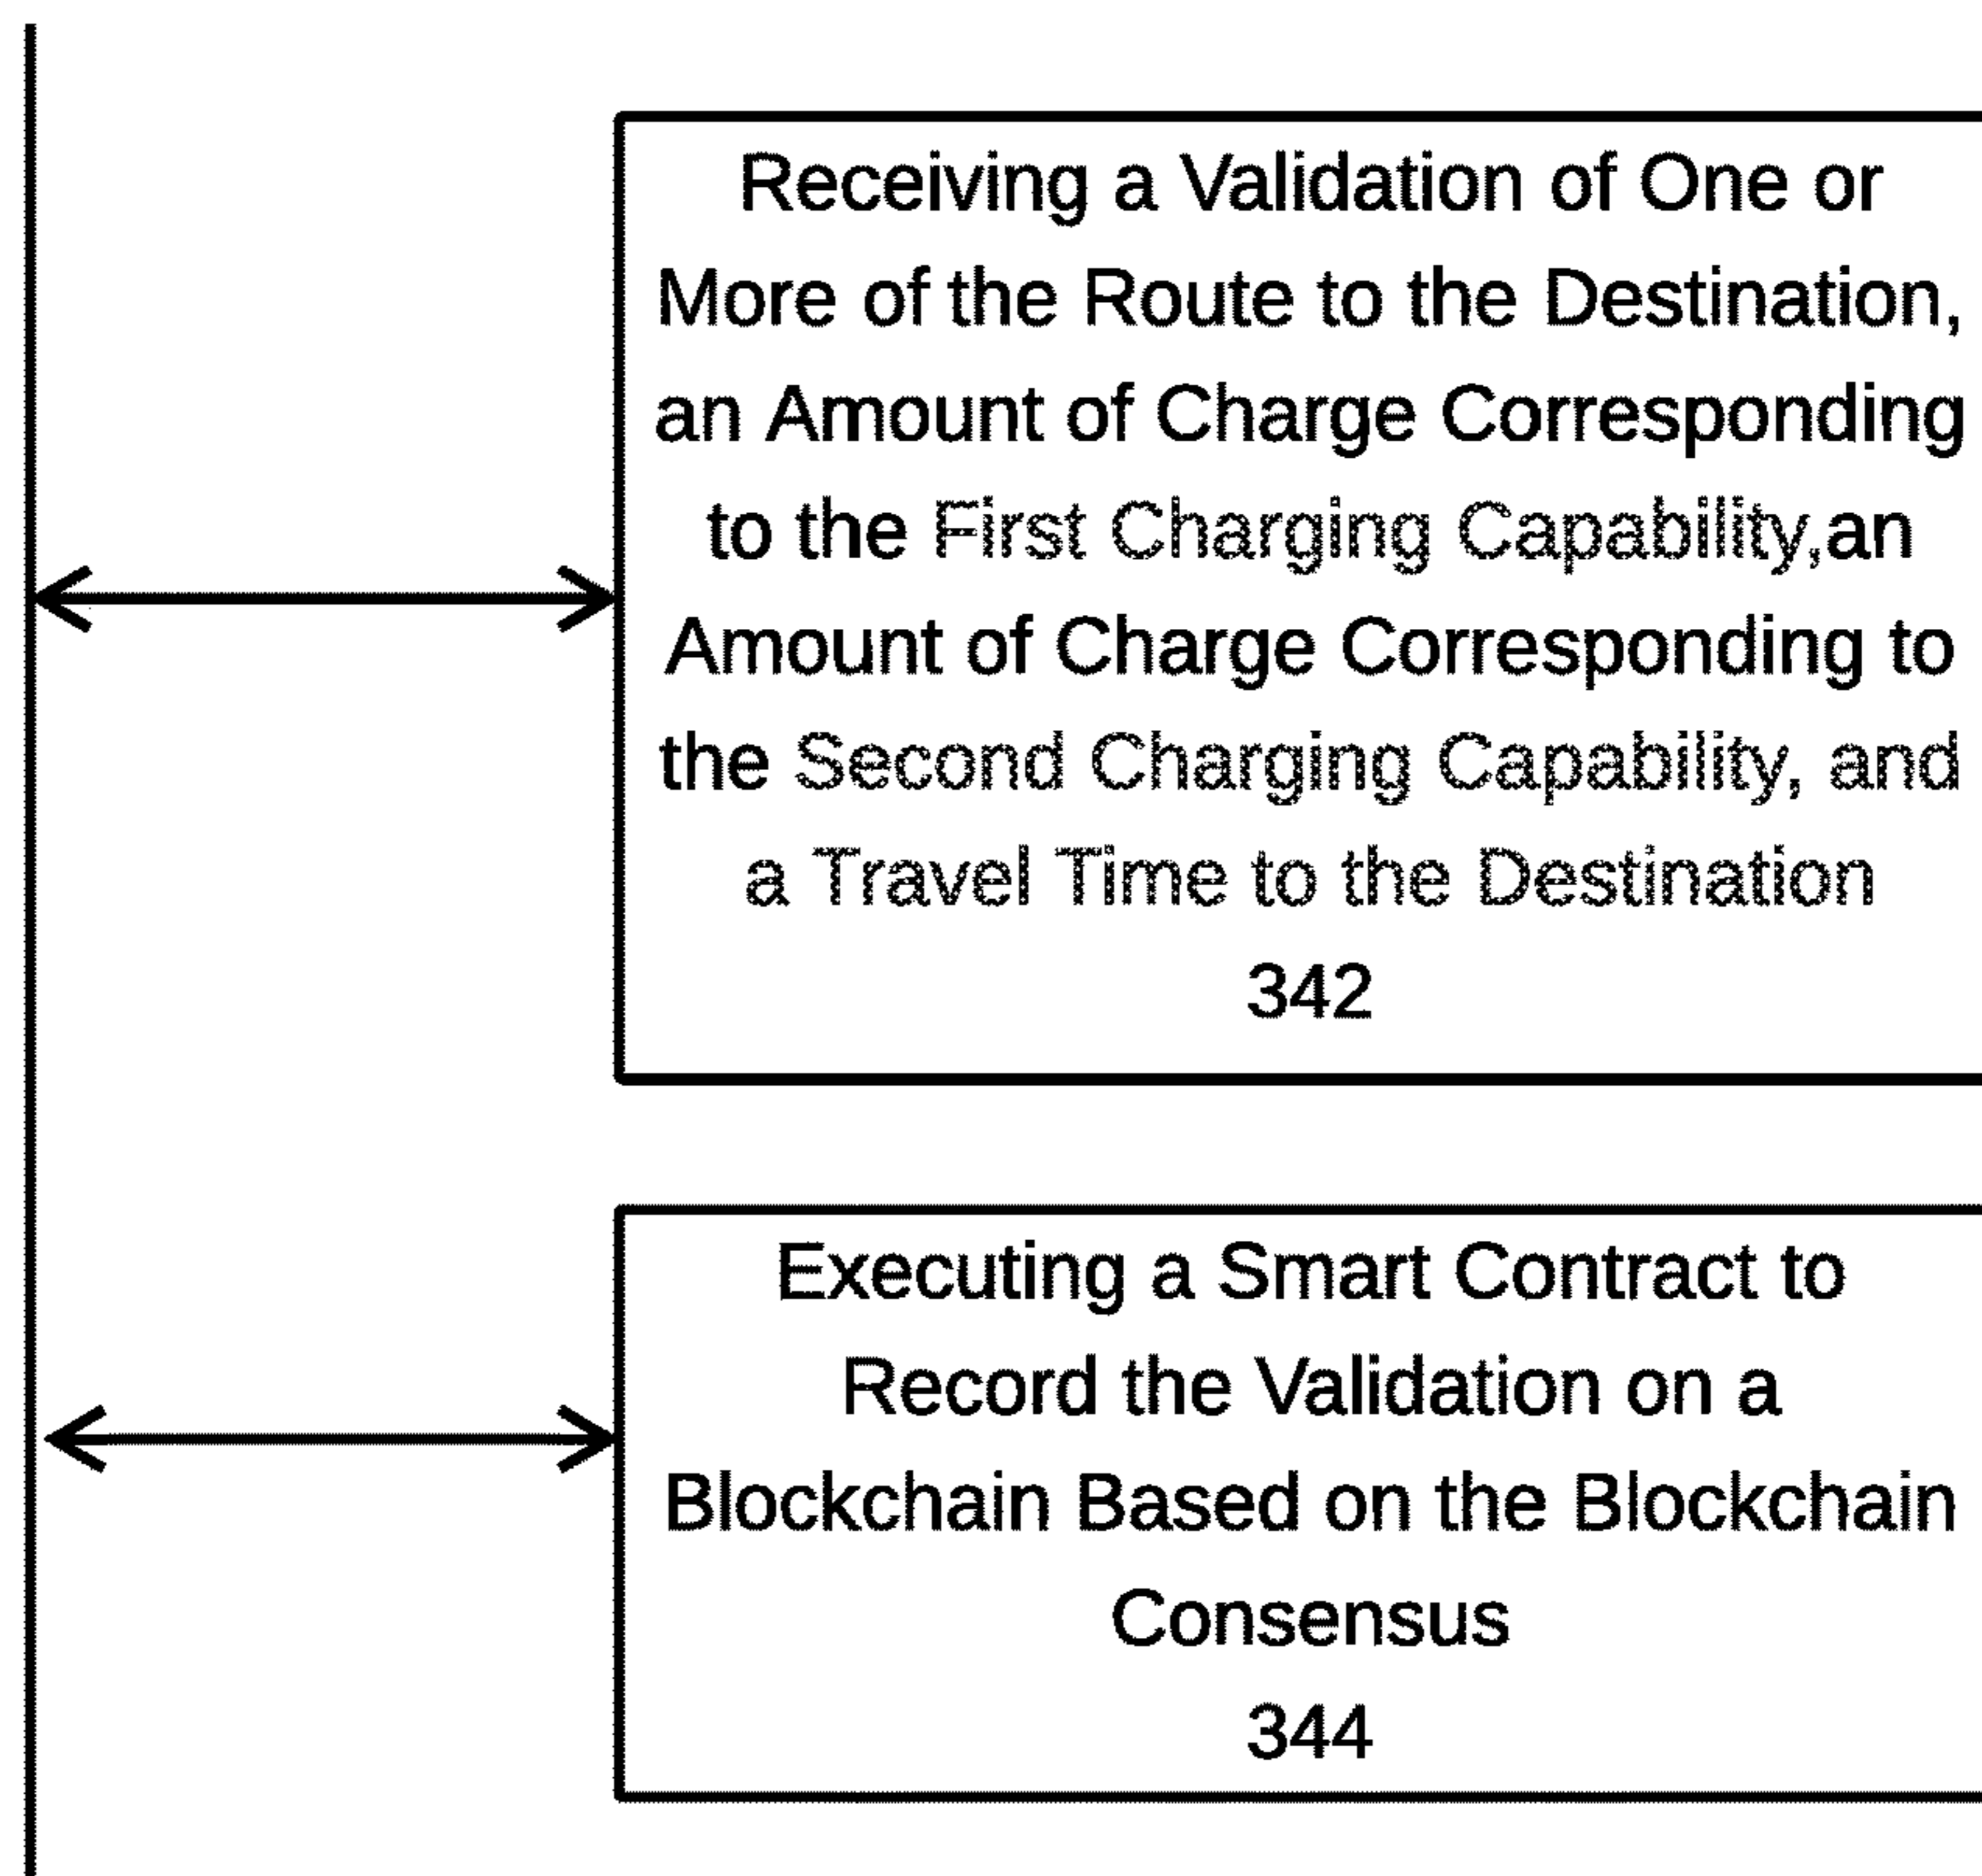 Receiving a Validation of One or
More of the Route to the Destination,
an Amount of Charge Corresponding
to the First Charging Capability,an
Amount of Charge Corresponding to
the Second Charging Capability, and
a Travel Time to the Destination
342
Executing a Smart Contract to
Record the Validation on a
Blockchain Based on the Blockchain
Consensus
344